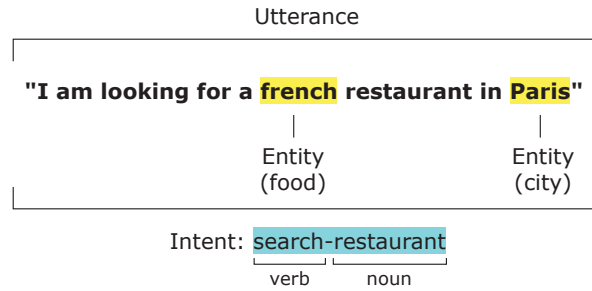 Utterance
"I am looking for a french restaurant in Paris"
Entity Entity
(food) (city)
Intent: search-restaurant
verb noun